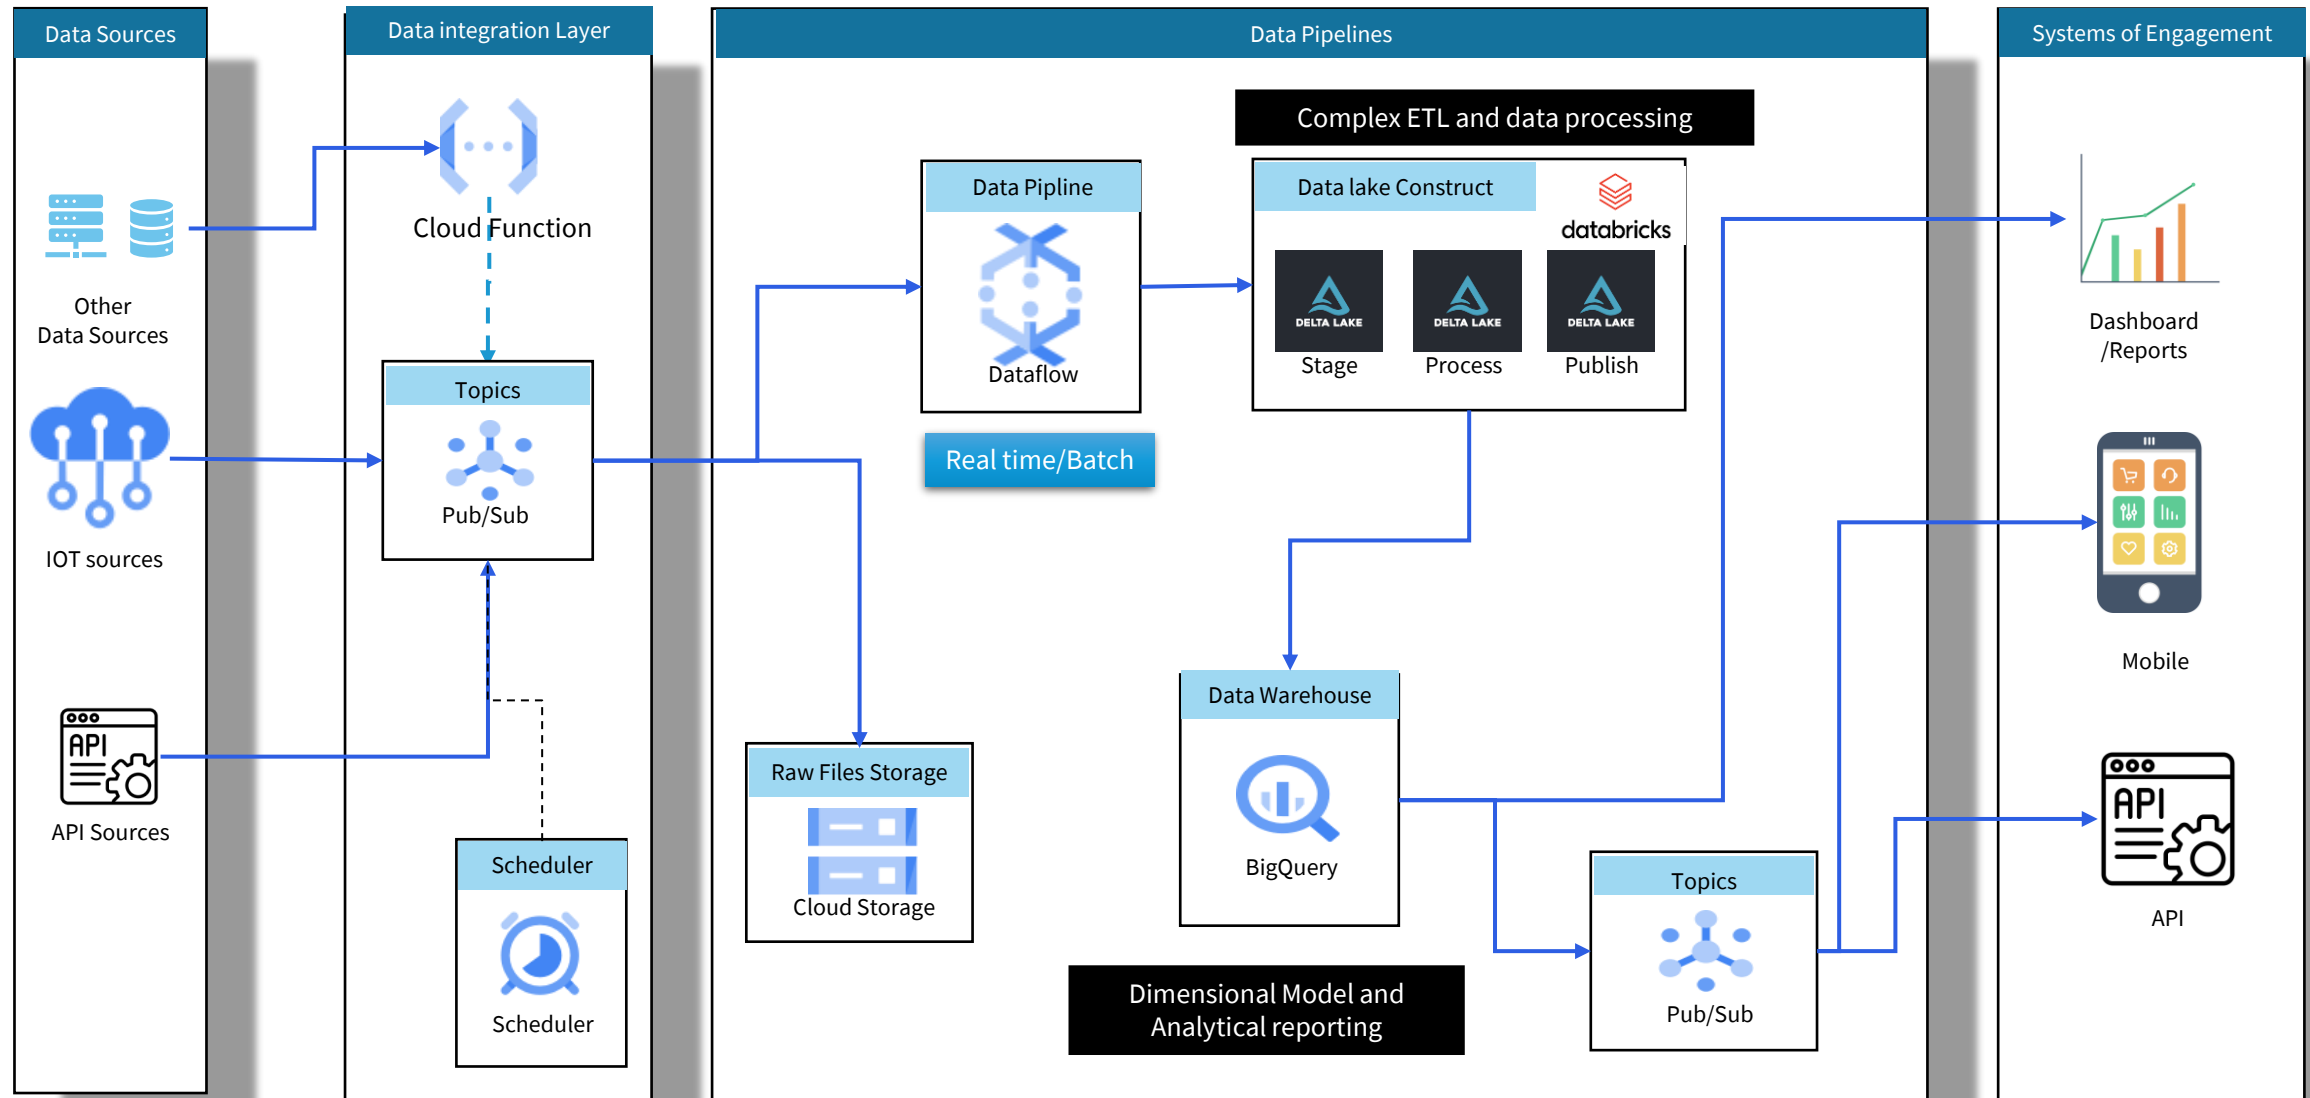 Data Sources
Other
Data Sources
IOT sources
API
API Sources
Data integration Layer
Cloud Function
Topics
Pub/Sub
Scheduler
Scheduler
Data Pipelines
Complex ETL and data processing
Data Pipline
Dataflow
Real time/Batch
Data lake Construct
databricks
DELTA LAKE
Stage
DELTA LAKE
Process
DELTA LAKE
Publish
Raw Files Storage
Cloud Storage
Data Warehouse
BigQuery
Dimensional Model and
Analytical reporting
Topics
Pub/Sub
Systems of Engagement
Dashboard
/Reports
Mobile
API
API